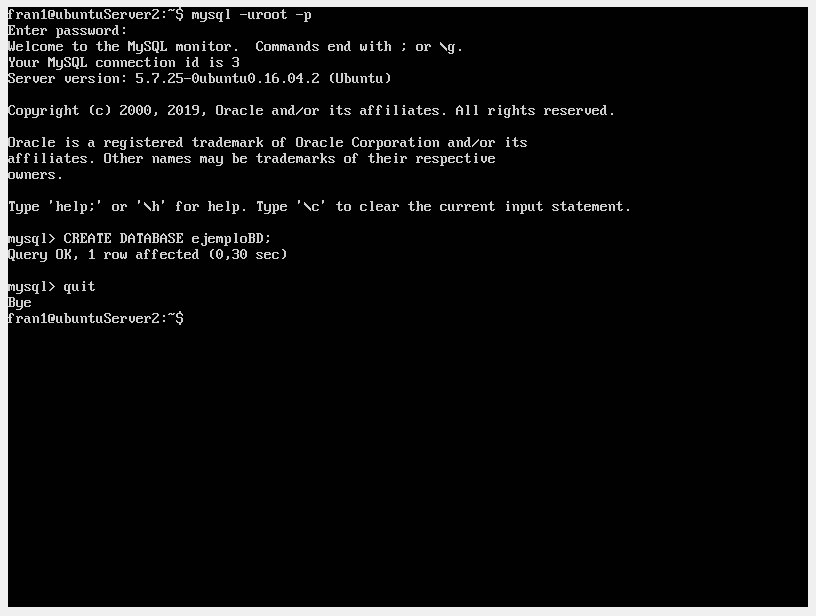 fran1@ubuntuServer2:~$ mysql -uroot -p
Enter password:
Welcome to the MySQL monitor.  Commands end with ; or \g.
Your MySQL connection id is 3
Server version: 5.7.25-0ubuntu0.16.04.2 (Ubuntu)
Copyright (c) 2000, 2019, Oracle and/or its affiliates. All rights reserved.
Oracle is a registered trademark of Oracle Corporation and/or its
affiliates. Other names may be trademarks of their respective
owners.
Type 'help;' or '\h' for help. Type '\c' to clear the current input statement.
mysql> CREATE DATABASE ejemploBD;
Query OK, 1 row affected (0,30 sec)
mysql> quit
Bye
fran1@ubuntuServer2:~$